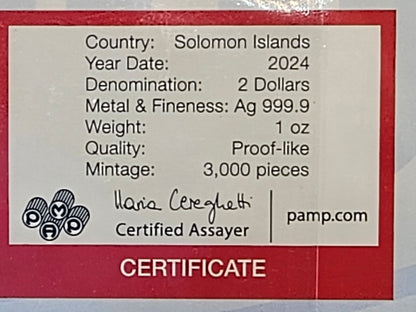 Country: Solomon Islands
Year Date: 2024
Denomination: 2 Dollars
Metal & Fineness: Ag 999.9
Weight: 1 oz
Quality: Proof-like
Mintage: 3,000 pieces
Maria Cereghetti
PAMP
Certified Assayer
pamp.com
CERTIFICATE